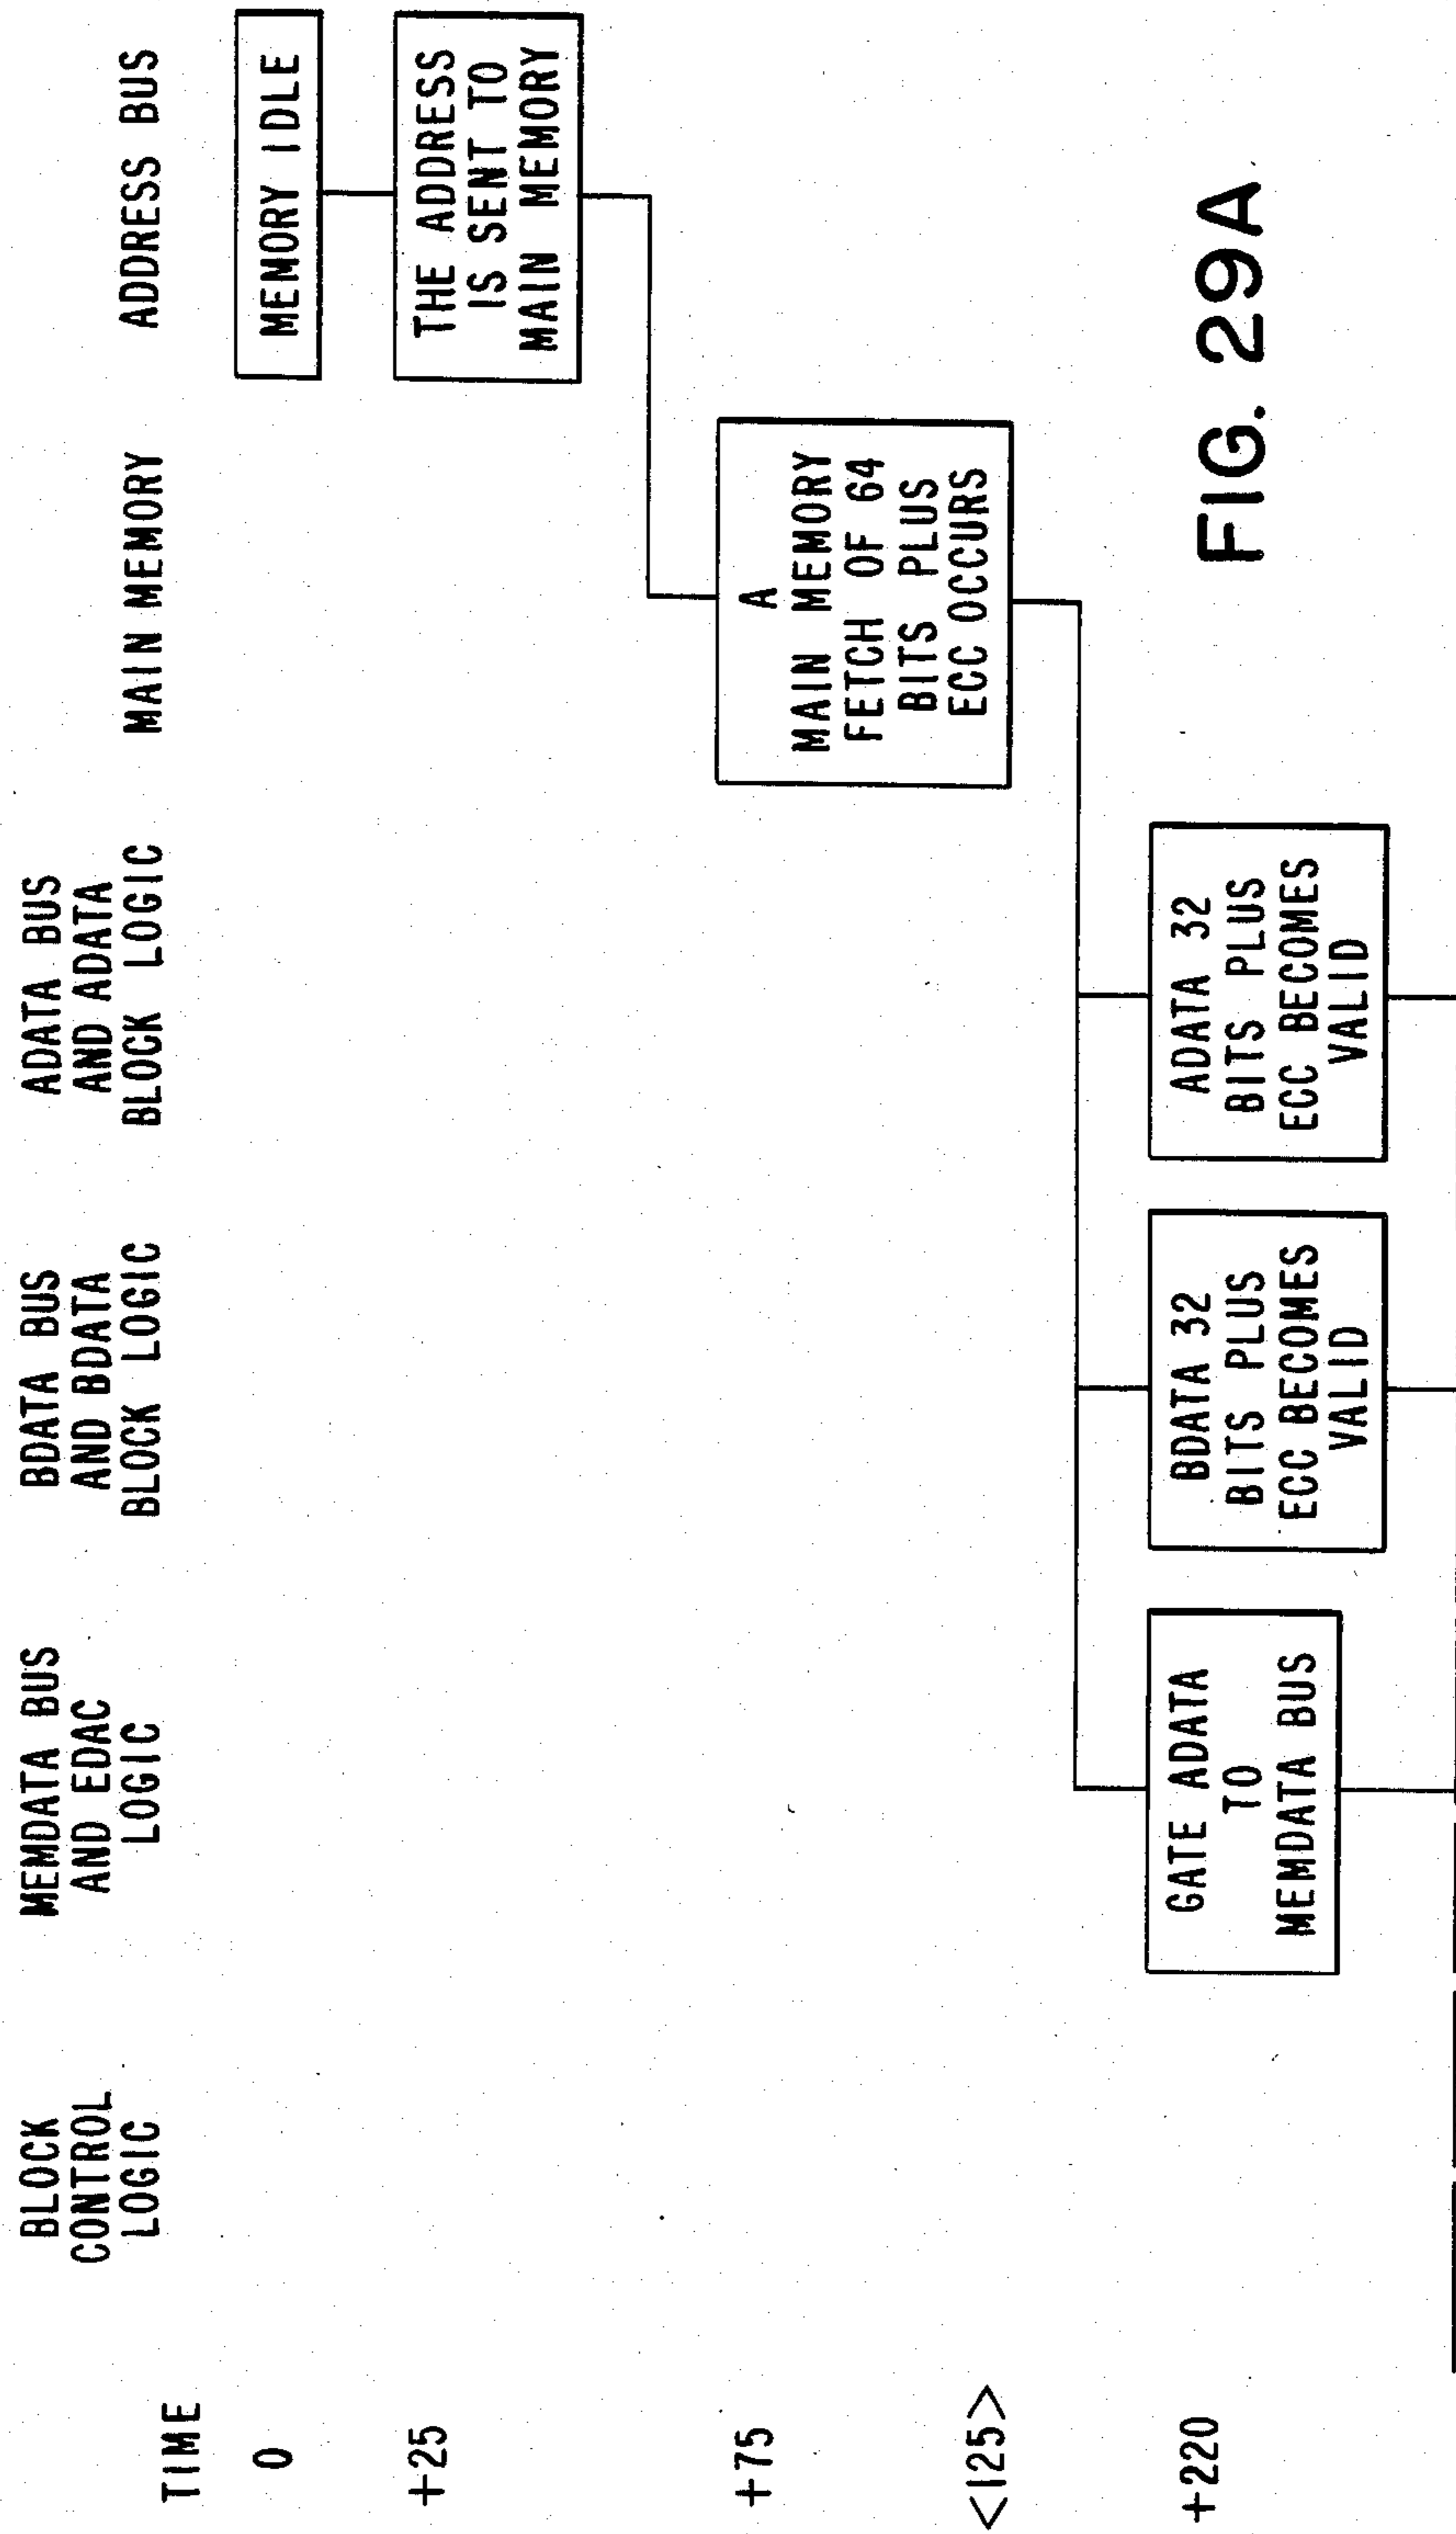 BLOCK
CONTROL
LOGIC
MEMDATA BUS
AND EDAC
LOGIC
BDATA BUS
AND BDATA
BLOCK LOGIC
ADATA BUS
AND ADATA
BLOCK LOGIC
MAIN MEMORY
ADDRESS BUS
TIME
0
MEMORY IDLE
+25
THE ADDRESS
IS SENT TO
MAIN MEMORY
+75
A
MAIN MEMORY
FETCH OF 64
BITS PLUS
ECC OCCURS
<125>
+220
GATE ADATA
TO
MEMDATA BUS
BDATA 32
BITS PLUS
ECC BECOMES
VALID
ADATA 32
BITS PLUS
ECC BECOMES
VALID
FIG. 29A